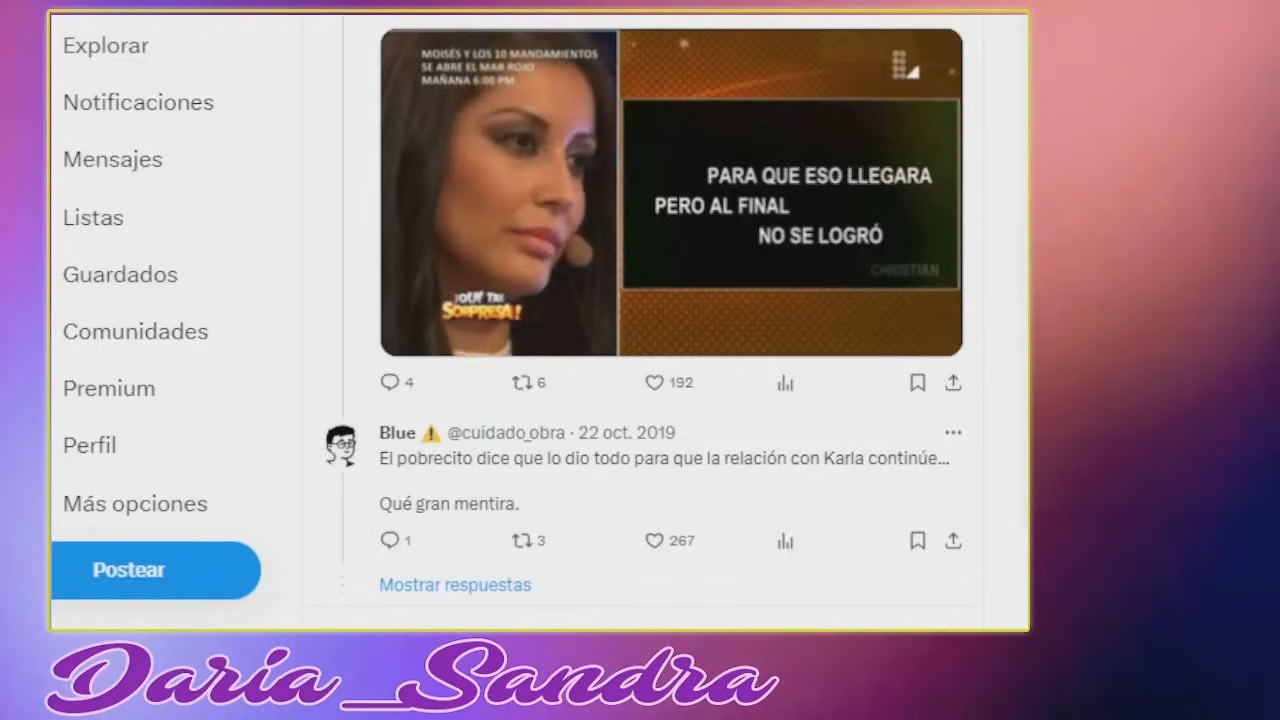 Explorar
Notificaciones
Mensajes
Listas
Guardados
Comunidades
Premium
Perfil
Más opciones
Postear
MOISÉS Y LOS 10 MANDAMIENTOS
SE ABRE EL MAR ROJO
MAÑANA 6:00 PM
¡QUÉ TAL
SORPRESA!
PARA QUE ESO LLEGARA
PERO AL FINAL
NO SE LOGRÓ
CHRISTIAN
4 6 192
Blue ⚠️ @cuidado_obra · 22 oct. 2019
El pobrecito dice que lo dio todo para que la relación con Karla continúe...
Qué gran mentira.
1 3 267
Mostrar respuestas
Daria_Sandra